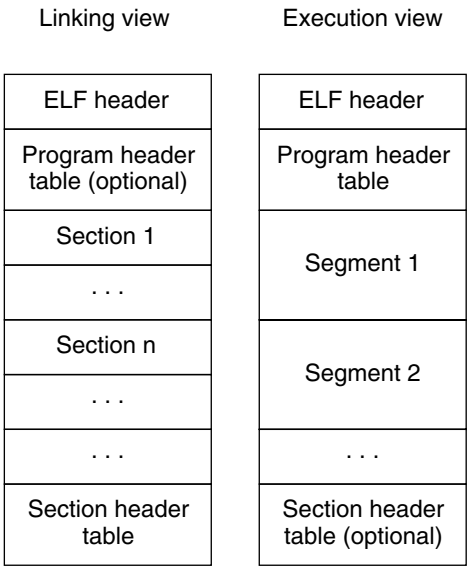 Linking view
ELF header
Program header
table (optional)
Section 1
. . .
Section n
. . .
. . .
Section header
table
Execution view
ELF header
Program header
table
Segment 1
Segment 2
. . .
Section header
table (optional)